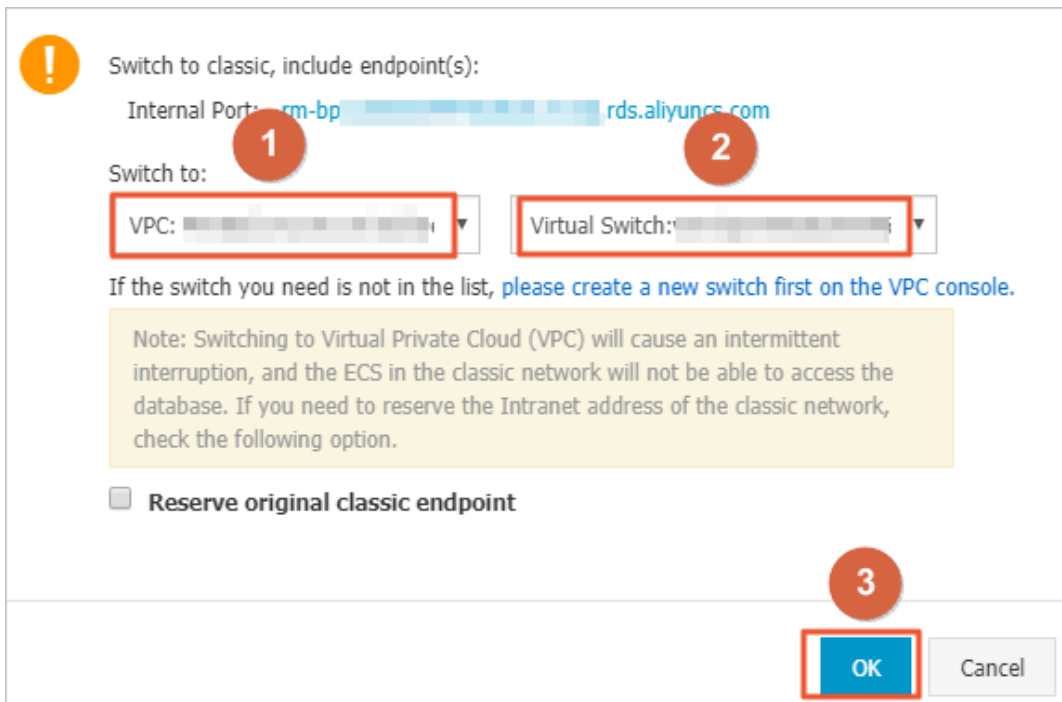 !
Switch to classic, include endpoint(s):
Internal Port: rm-bp rds.aliyuncs.com
1
2
Switch to:
VPC:
Virtual Switch:
If the switch you need is not in the list, please create a new switch first on the VPC console.
Note: Switching to Virtual Private Cloud (VPC) will cause an intermittent
interruption, and the ECS in the classic network will not be able to access the
database. If you need to reserve the Intranet address of the classic network,
check the following option.
Reserve original classic endpoint
3
OK
Cancel